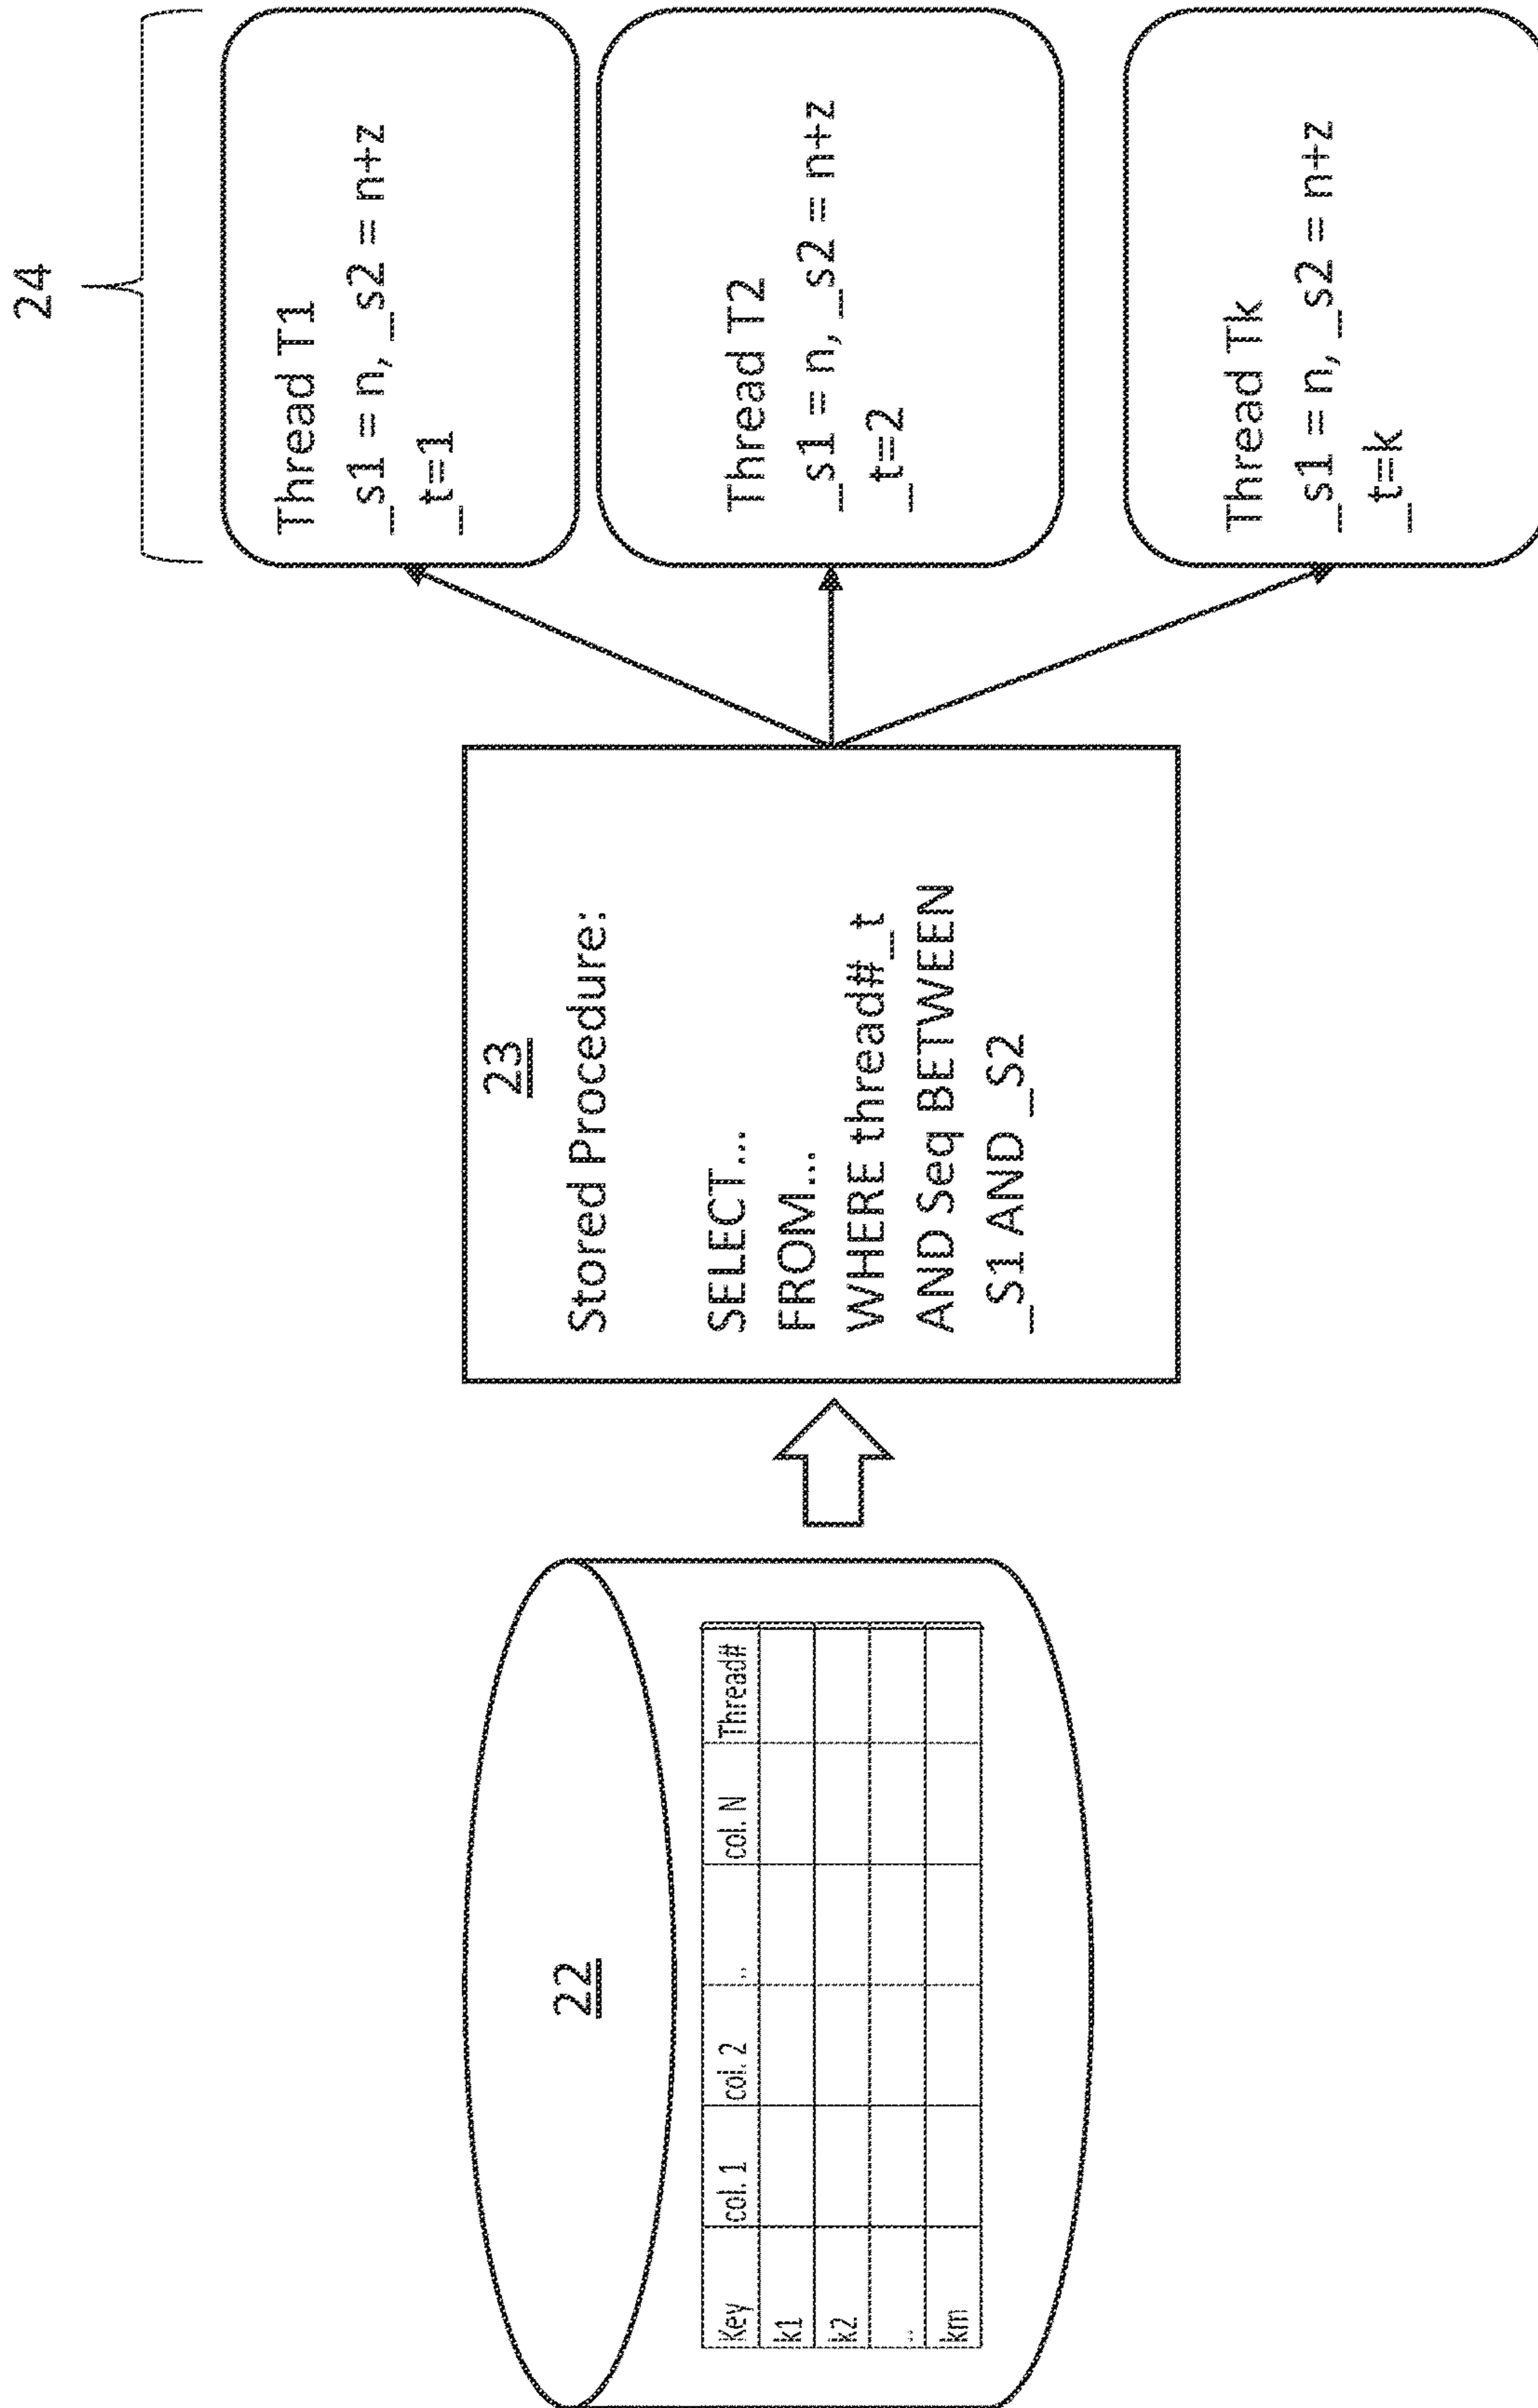 22
Key col. 1 col. 2 .. col. N Thread#
k1
k2
..
km
23
Stored Procedure:
SELECT...
FROM...
WHERE thread#_t
AND Seq BETWEEN
_S1 AND _S2
24
Thread T1
_s1 = n, _s2 = n+z
_t=1
Thread T2
_s1 = n, _s2 = n+z
_t=2
Thread Tk
_s1 = n, _s2 = n+z
_t=k